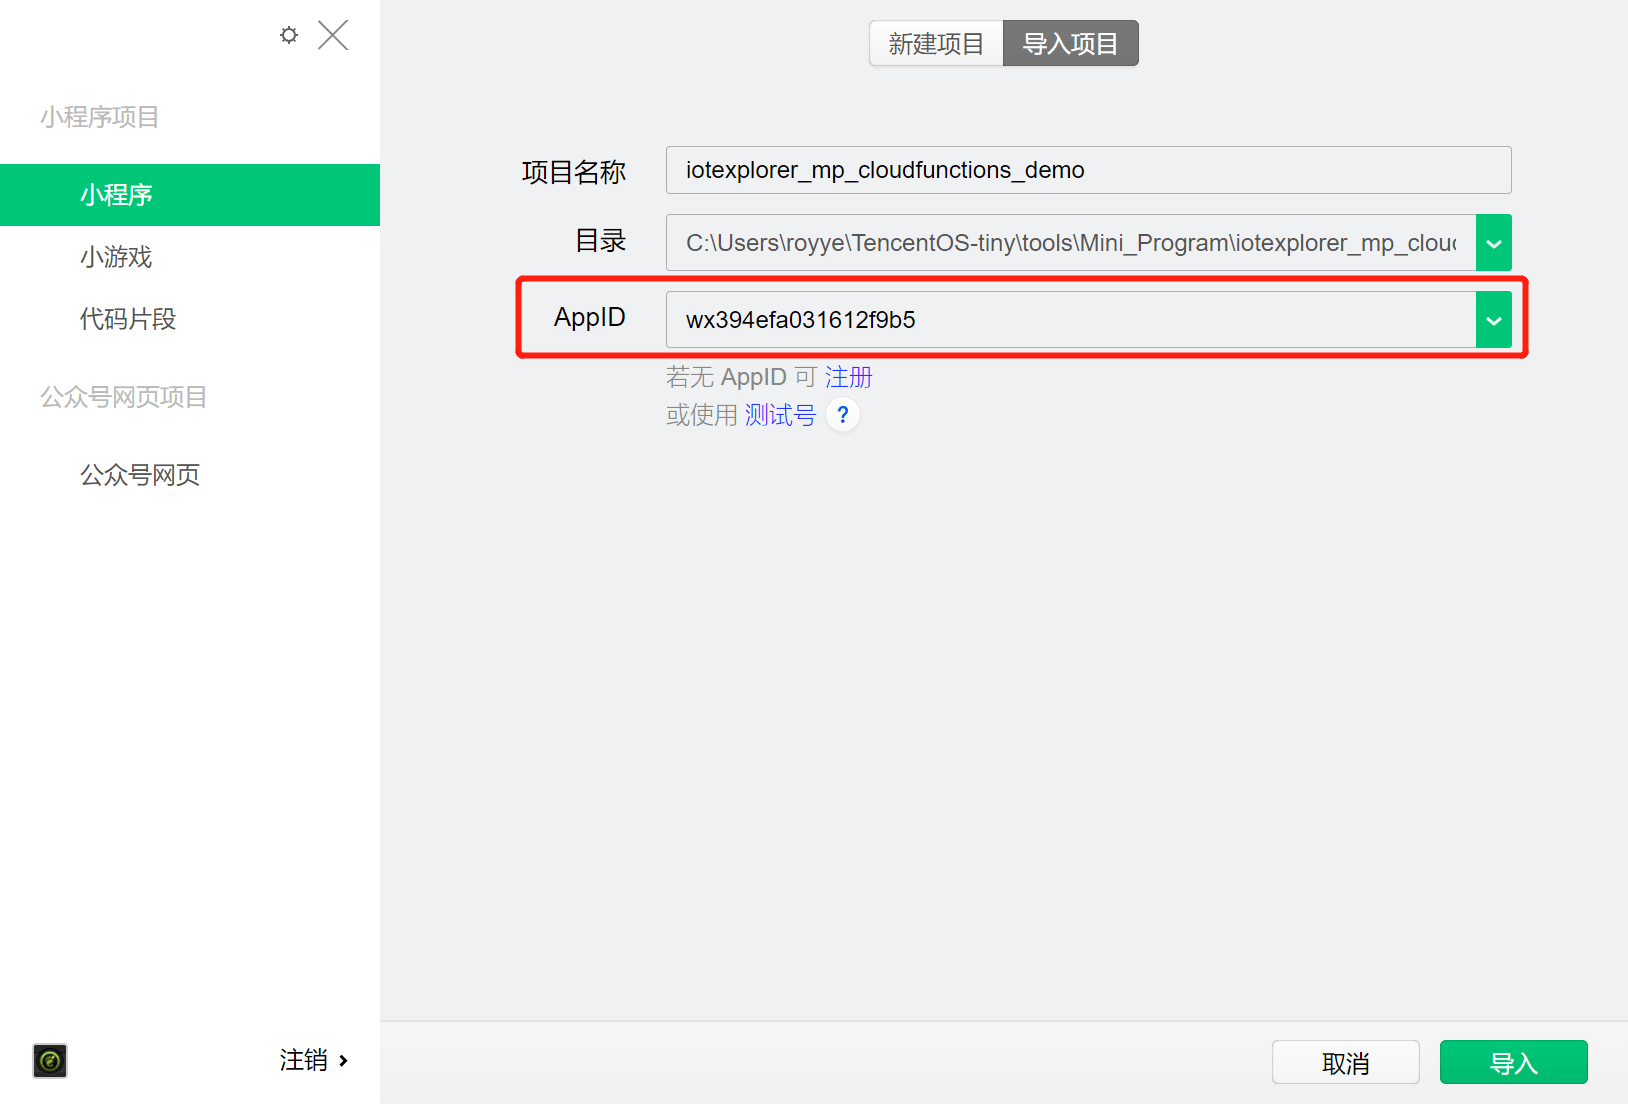 小程序项目
小程序
小游戏
代码片段
公众号网页项目
公众号网页
注销
新建项目
导入项目
项目名称
iotexplorer_mp_cloudfunctions_demo
目录
C:\Users\royye\TencentOS-tiny\tools\Mini_Program\iotexplorer_mp_clouc
AppID
wx394efa031612f9b5
若无 AppID 可 注册
或使用 测试号 ?
取消
导入